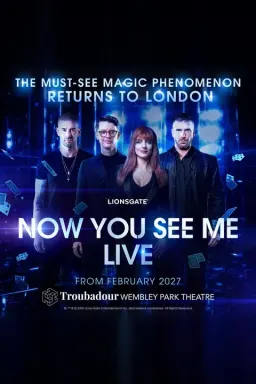 THE MUST-SEE MAGIC PHENOMENON
RETURNS TO LONDON
LIONSGATE
NOW YOU SEE ME
LIVE
FROM FEBRUARY 2027
Troubadour WEMBLEY PARK THEATRE